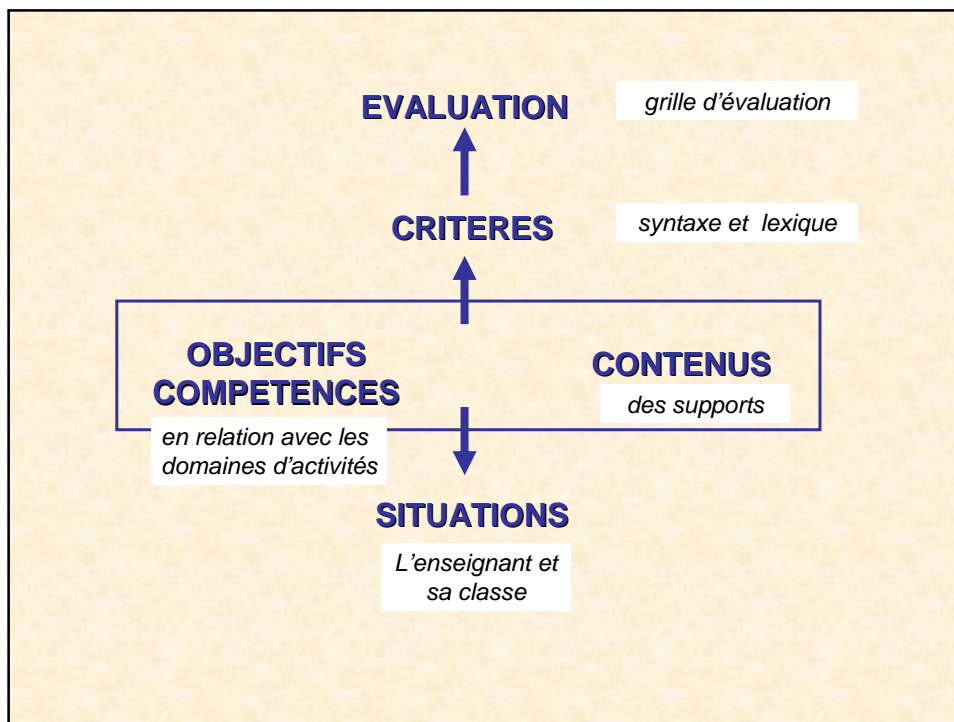 EVALUATION
grille d'évaluation
CRITERES
syntaxe et lexique
OBJECTIFS
COMPETENCES
en relation avec les
domaines d'activités
CONTENUS
des supports
SITUATIONS
L'enseignant et
sa classe